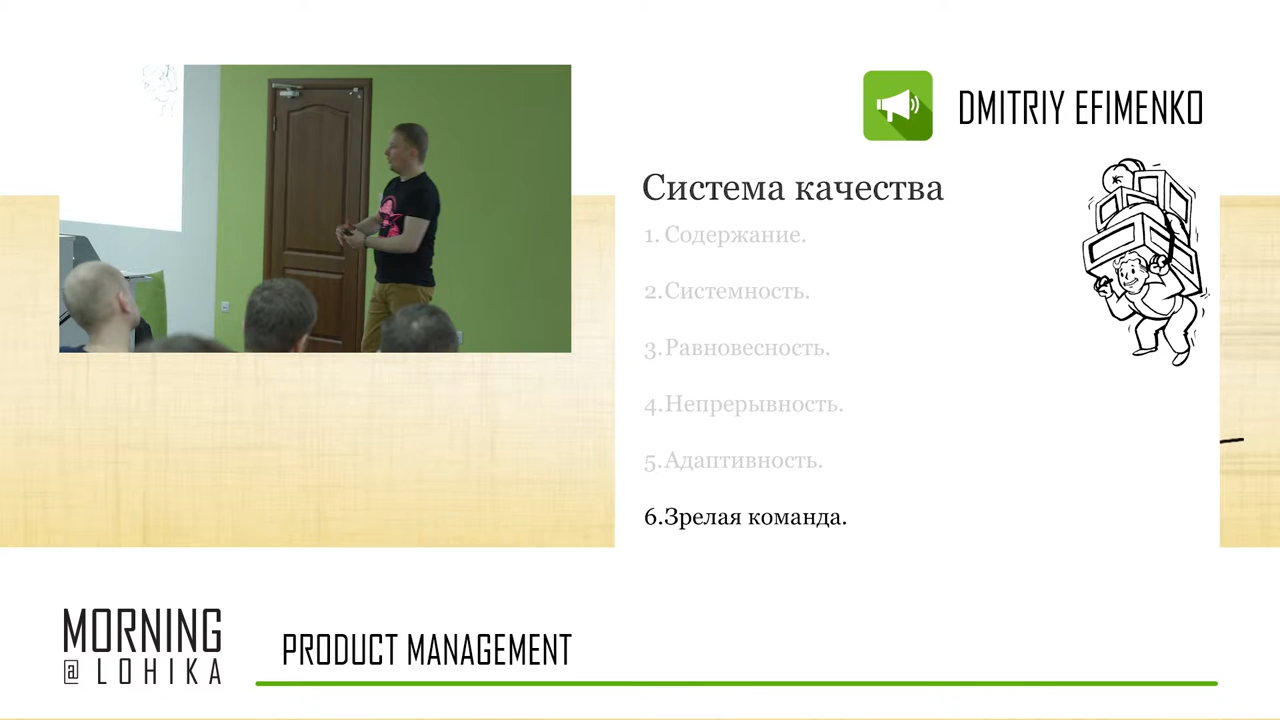 DMITRIY EFIMENKO
Система качества
1. Содержание.
2.Системность.
3.Равновесность.
4.Непрерывность.
5.Адаптивность.
6.Зрелая команда.
MORNING
@ LOHIKA
PRODUCT MANAGEMENT